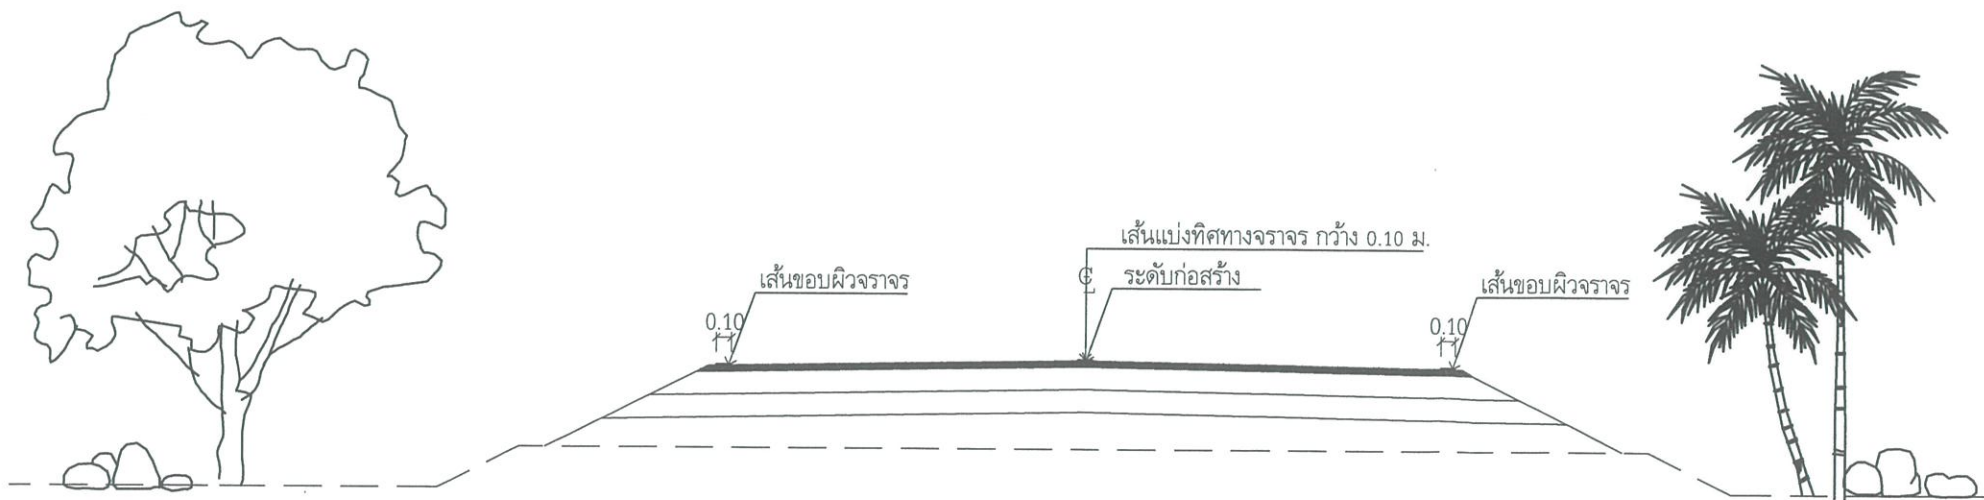 เส้นแบ่งทิศทางจราจร กว้าง 0.10 ม.
℄ ระดับก่อสร้าง
เส้นขอบผิวจราจร
เส้นขอบผิวจราจร
0.10
0.10